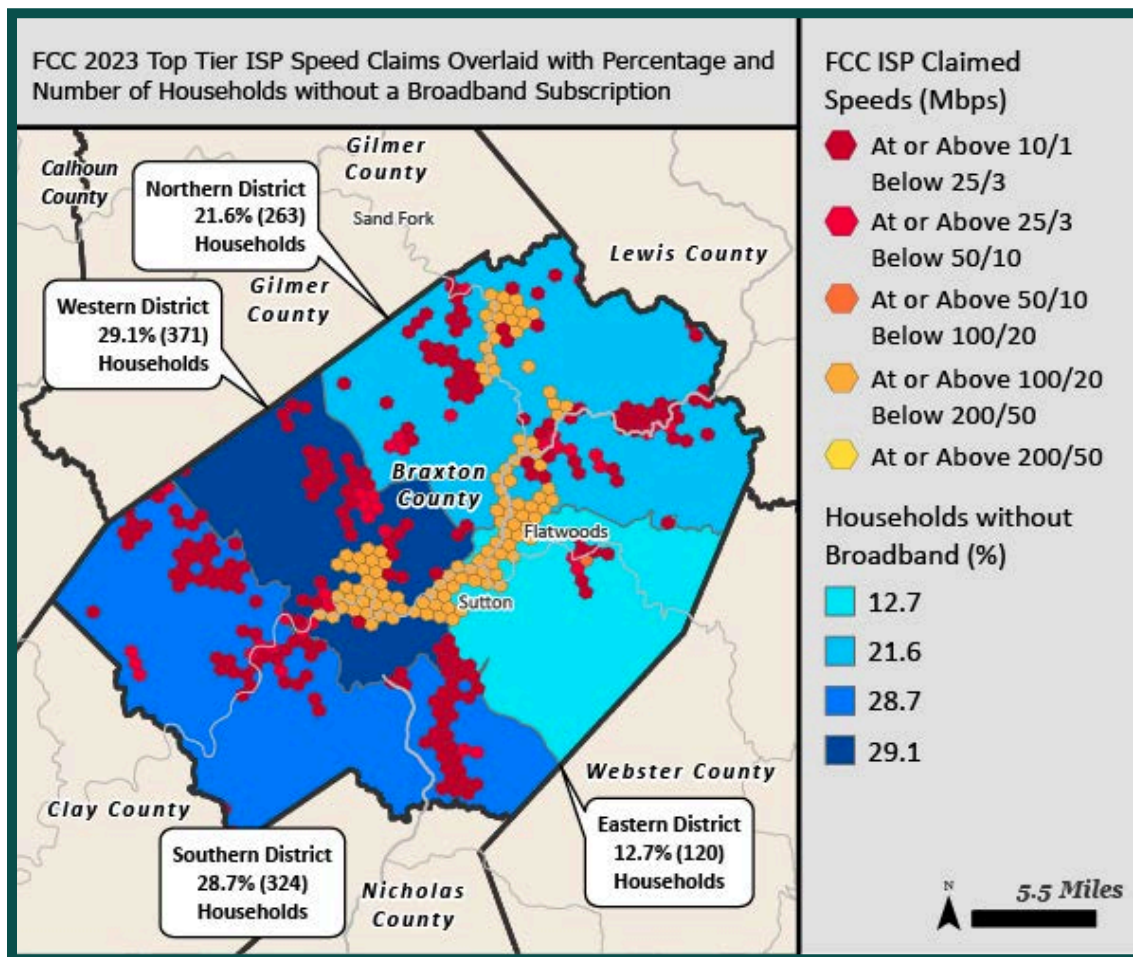 FCC 2023 Top Tier ISP Speed Claims Overlaid with Percentage and
Number of Households without a Broadband Subscription
Gilmer
County
Calhoun
County
Northern District
21.6% (263)
Households
Sand Fork
Lewis County
Gilmer
County
Western District
29.1% (371)
Households
Braxton
County
Flatwoods
Sutton
Webster County
Clay County
Eastern District
12.7% (120)
Households
Southern District
28.7% (324)
Households
Nicholas
County
FCC ISP Claimed
Speeds (Mbps)
At or Above 10/1
Below 25/3
At or Above 25/3
Below 50/10
At or Above 50/10
Below 100/20
At or Above 100/20
Below 200/50
At or Above 200/50
Households without
Broadband (%)
12.7
21.6
28.7
29.1
N
5.5 Miles